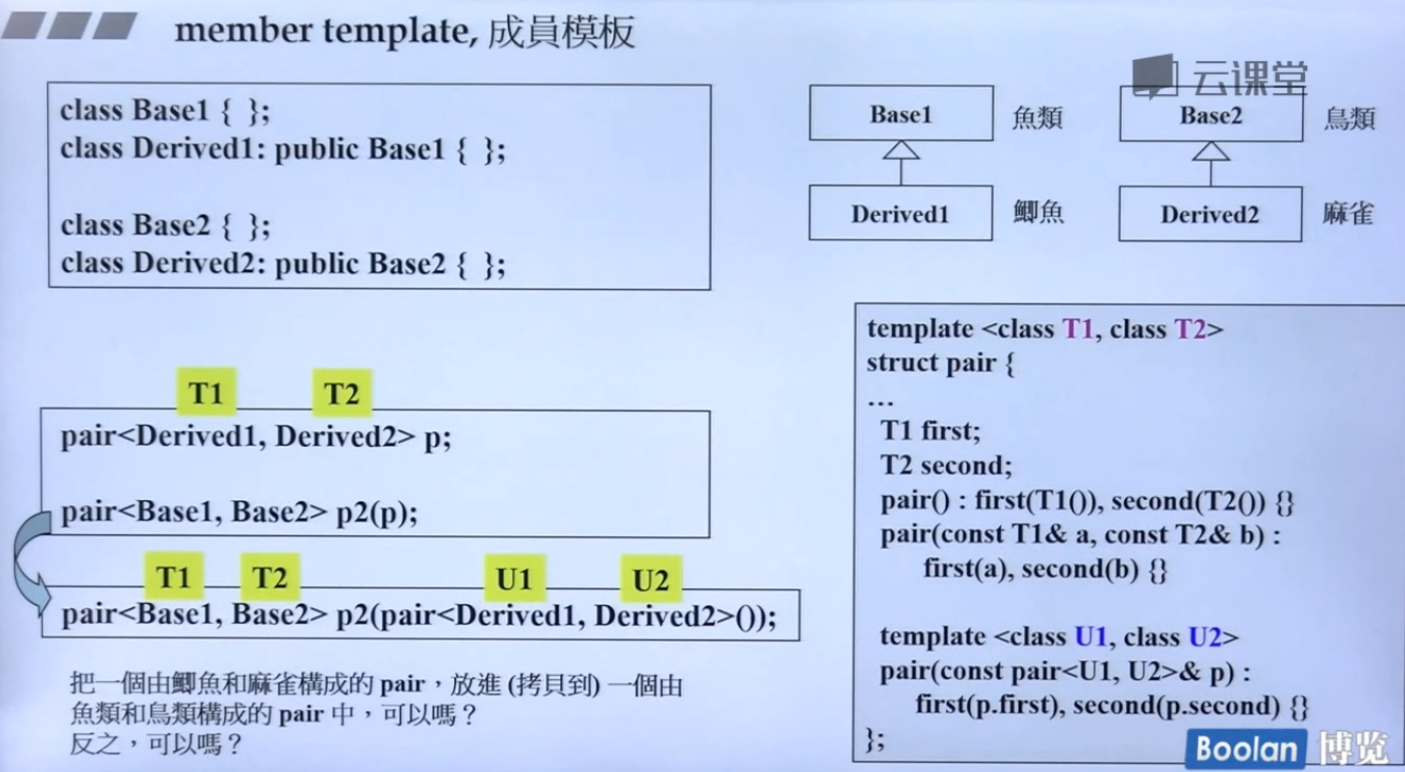 member template, 成員模板
云课堂
class Base1 { };
class Derived1: public Base1 { };
class Base2 { };
class Derived2: public Base2 { };
Base1
魚類
Base2
鳥類
Derived1
鯽魚
Derived2
麻雀
T1 T2
pair<Derived1, Derived2> p;
pair<Base1, Base2> p2(p);
T1 T2 U1 U2
pair<Base1, Base2> p2(pair<Derived1, Derived2>());
把一個由鯽魚和麻雀構成的 pair，放進 (拷貝到) 一個由
魚類和鳥類構成的 pair 中，可以嗎？
反之，可以嗎？
template <class T1, class T2>
struct pair {
...
T1 first;
T2 second;
pair() : first(T1()), second(T2()) {}
pair(const T1& a, const T2& b) :
first(a), second(b) {}
template <class U1, class U2>
pair(const pair<U1, U2>& p) :
first(p.first), second(p.second) {}
};
Boolan 博览